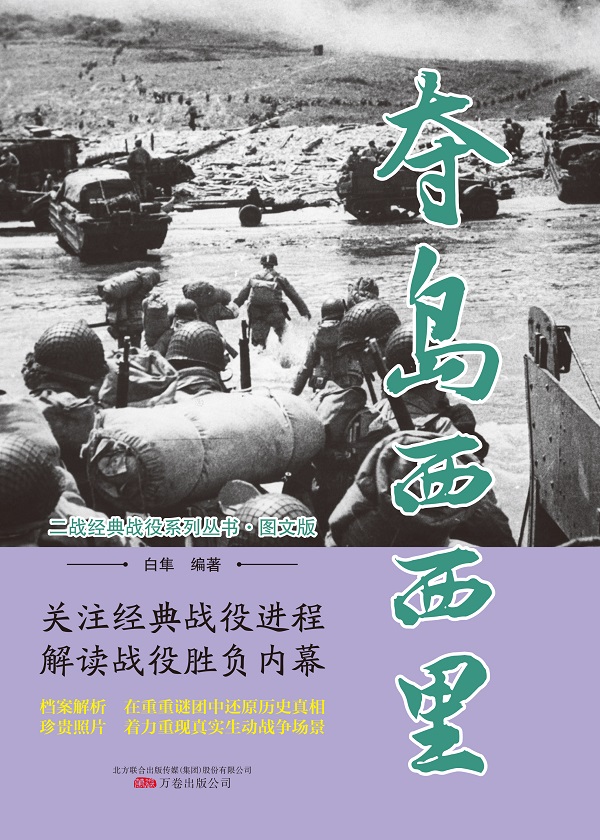 夺岛西西里
二战经典战役系列丛书·图文版
白隼 编著
关注经典战役进程
解读战役胜负内幕
档案解析 在重重谜团中还原历史真相
珍贵照片 着力重现真实生动战争场景
北方联合出版传媒(集团)股份有限公司
万卷出版公司